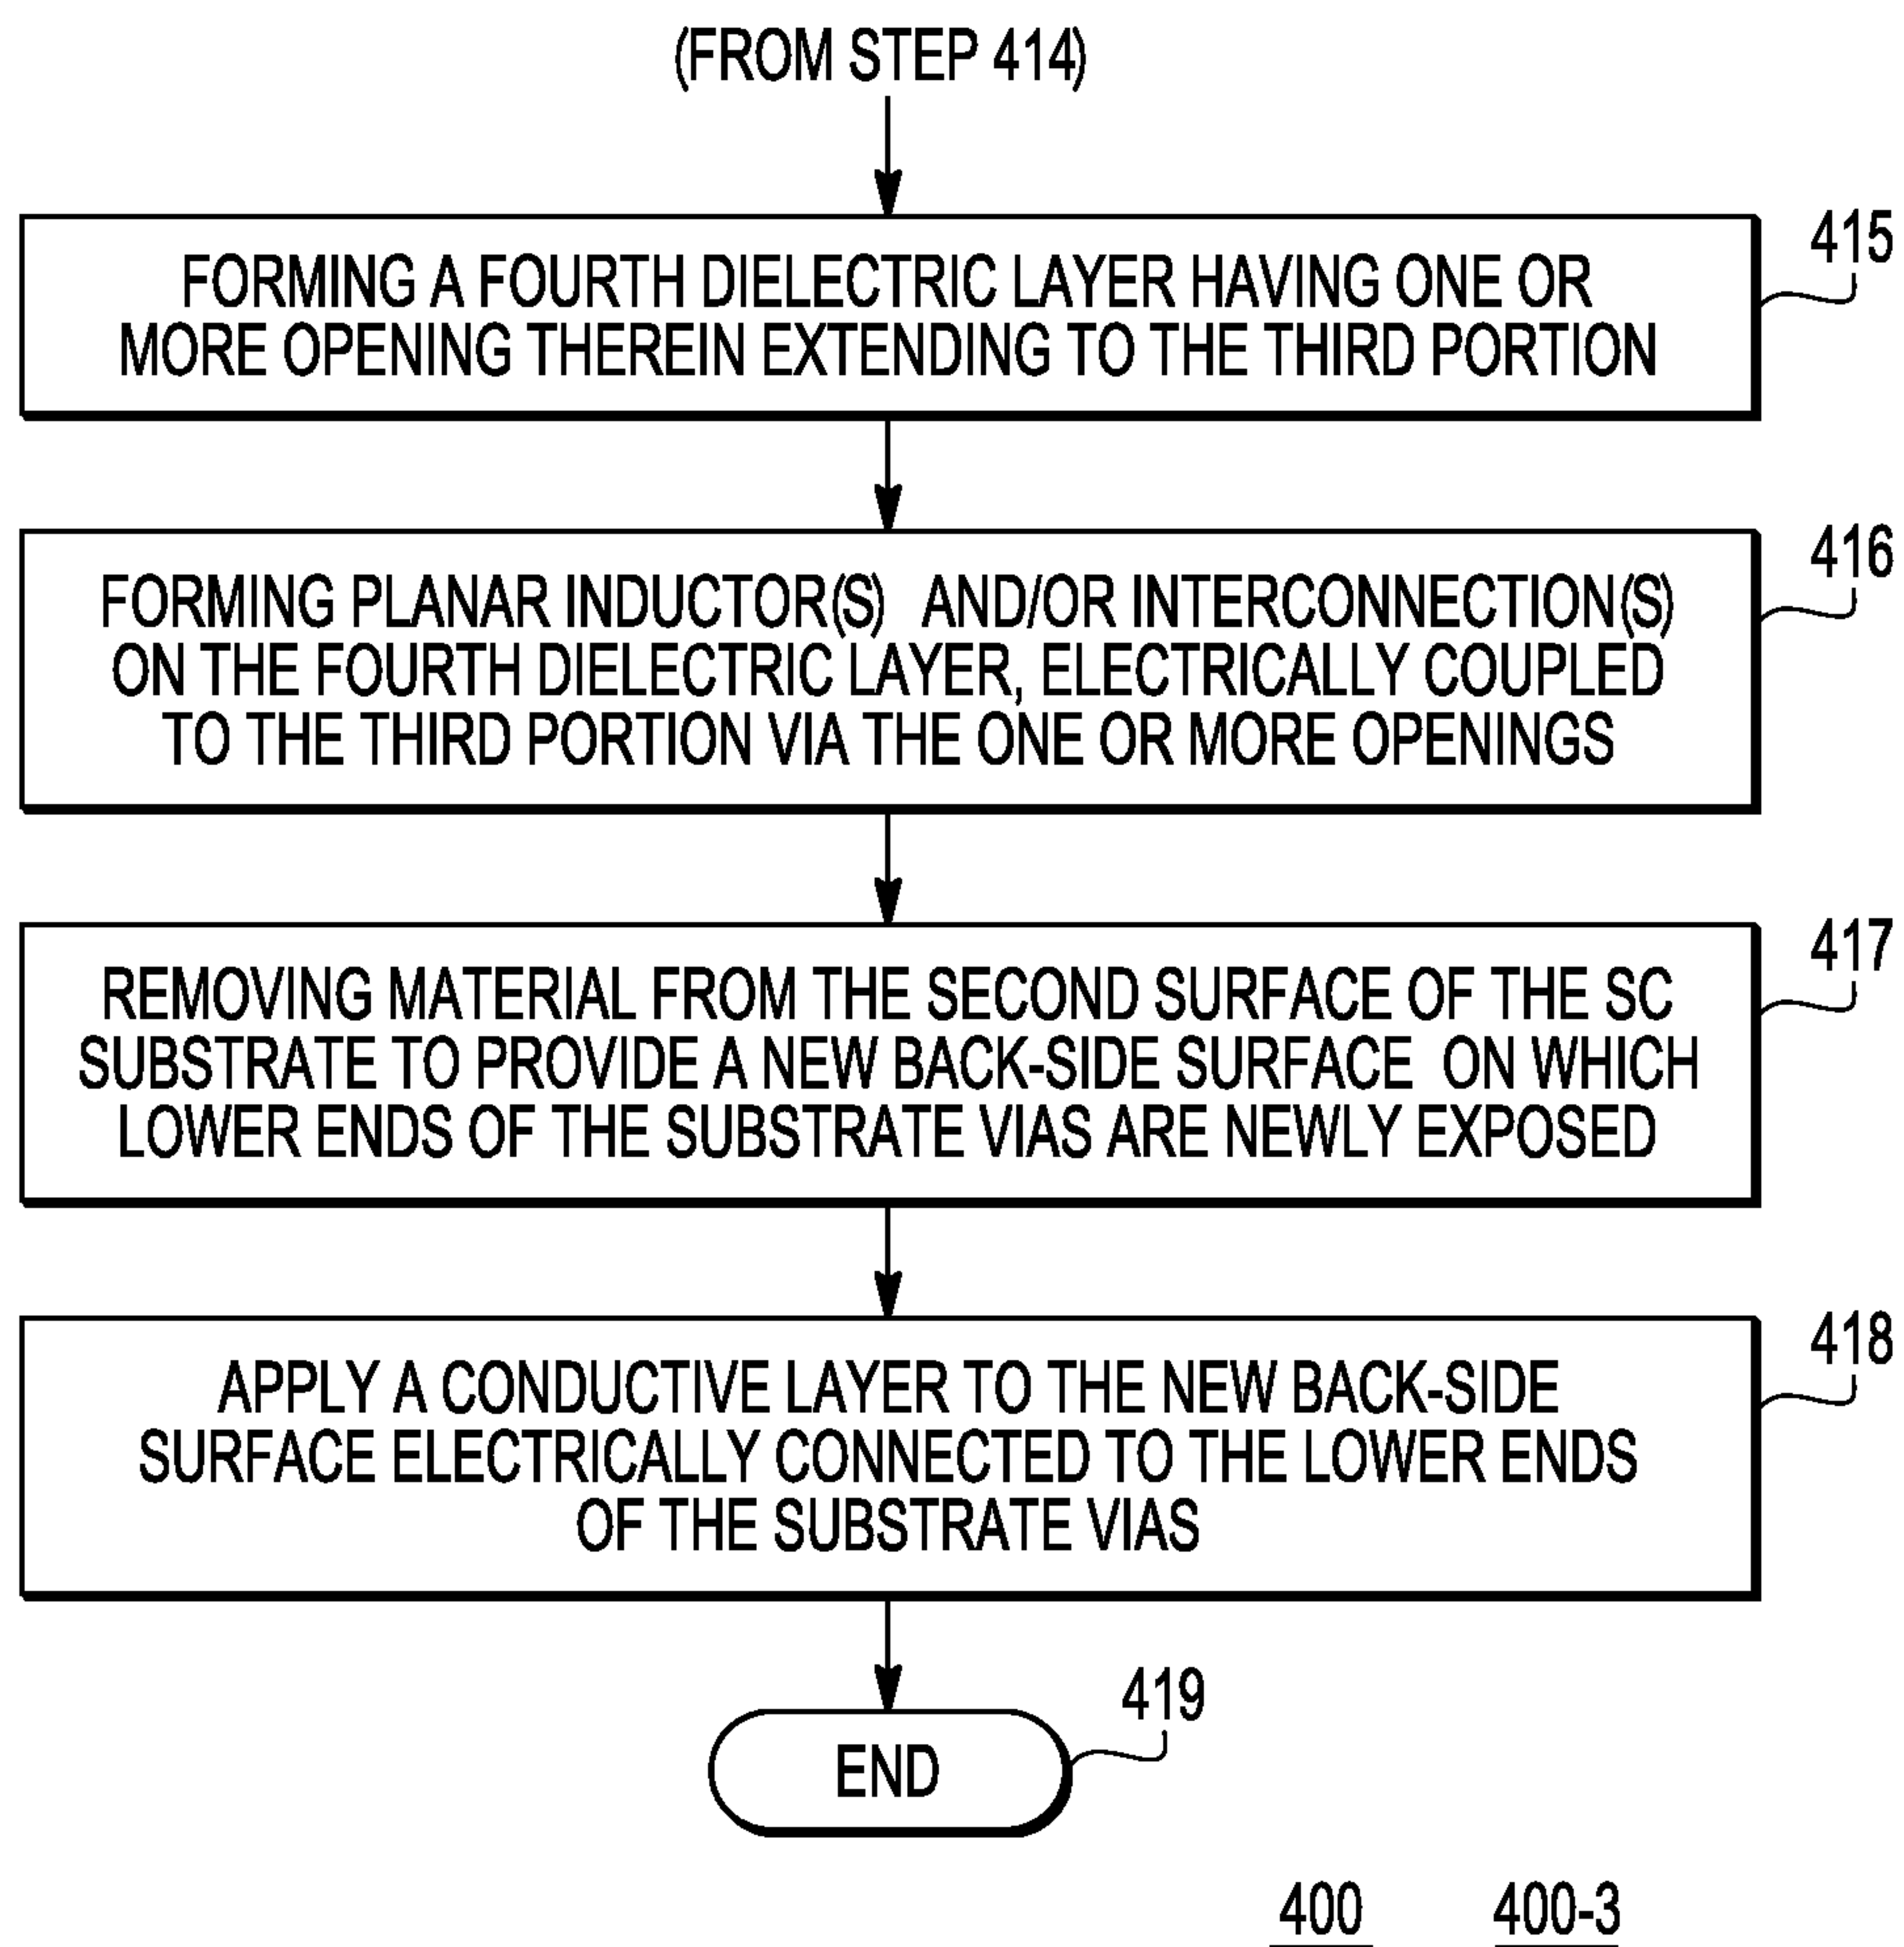 (FROM STEP 414)
415
FORMING A FOURTH DIELECTRIC LAYER HAVING ONE OR
MORE OPENING THEREIN EXTENDING TO THE THIRD PORTION
416
FORMING PLANAR INDUCTOR(S) AND/OR INTERCONNECTION(S)
ON THE FOURTH DIELECTRIC LAYER, ELECTRICALLY COUPLED
TO THE THIRD PORTION VIA THE ONE OR MORE OPENINGS
417
REMOVING MATERIAL FROM THE SECOND SURFACE OF THE SC
SUBSTRATE TO PROVIDE A NEW BACK-SIDE SURFACE ON WHICH
LOWER ENDS OF THE SUBSTRATE VIAS ARE NEWLY EXPOSED
418
APPLY A CONDUCTIVE LAYER TO THE NEW BACK-SIDE
SURFACE ELECTRICALLY CONNECTED TO THE LOWER ENDS
OF THE SUBSTRATE VIAS
419
END
400 400-3